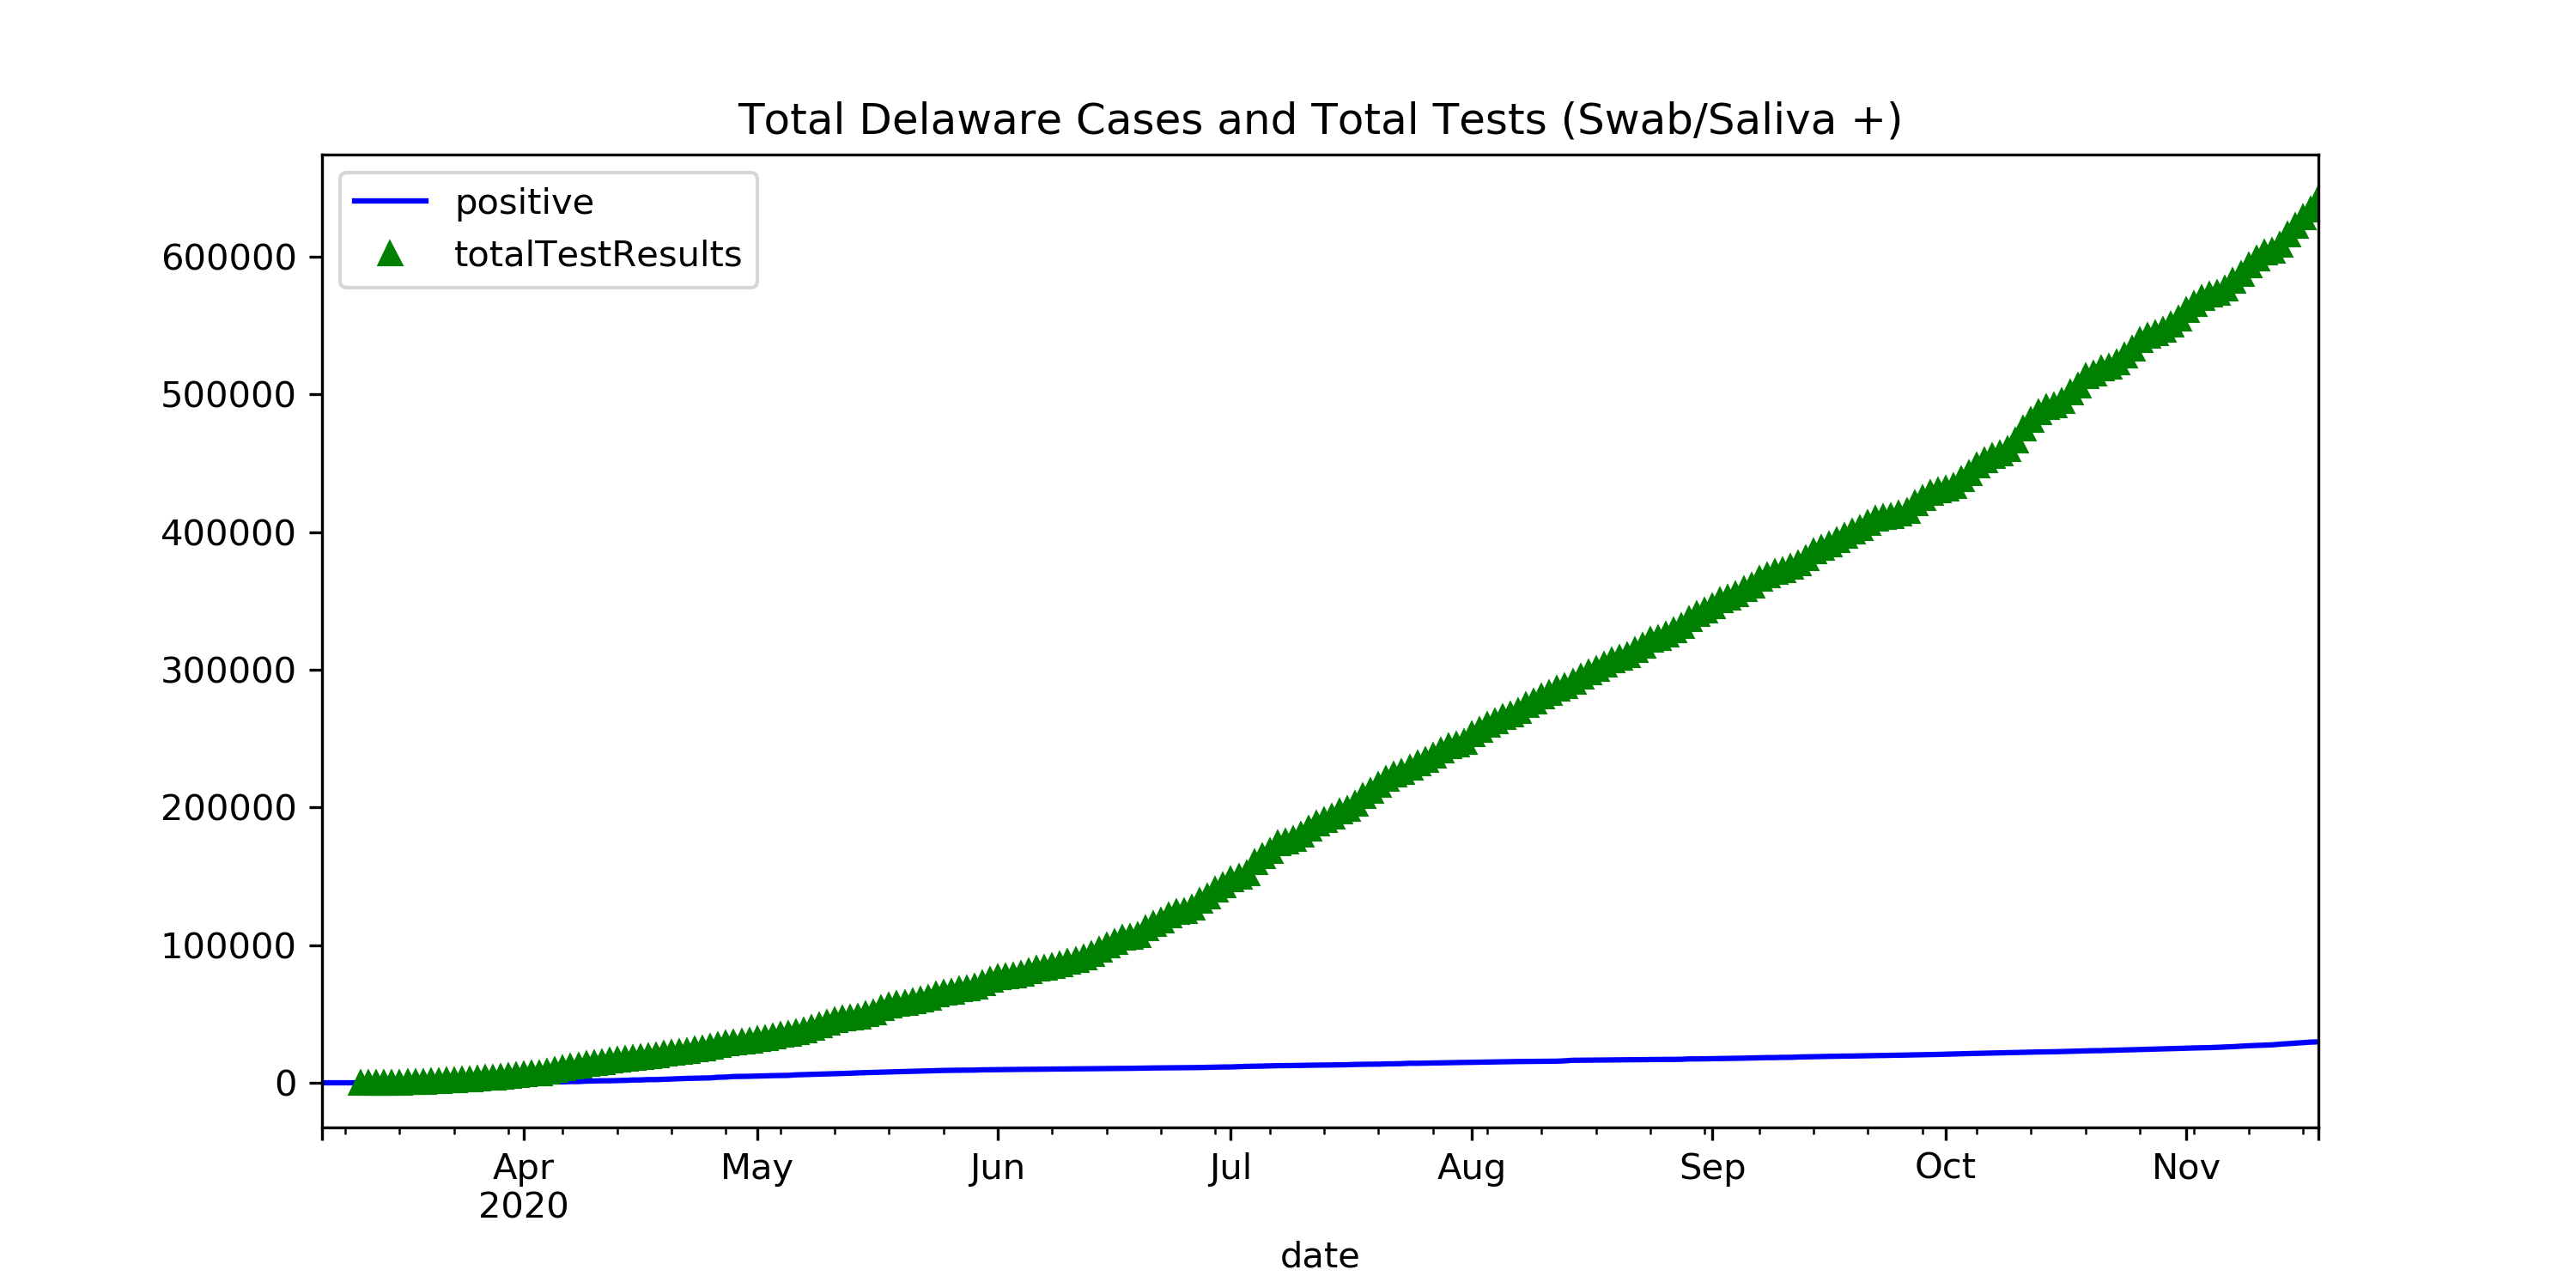 Total Delaware Cases and Total Tests (Swab/Saliva +)
positive
totalTestResults
600000
500000
400000
300000
200000
100000
0
Apr May Jun Jul Aug Sep Oct Nov
2020
date